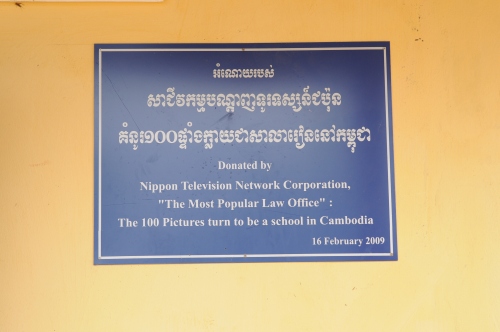 អំណោយរបស់
សាជីវកម្មបណ្តាញទូរទស្សន៍ជប៉ុន
គំនូរ១០០ផ្ទាំងក្លាយជាសាលារៀននៅកម្ពុជា
Donated by
Nippon Television Network Corporation,
"The Most Popular Law Office" :
The 100 Pictures turn to be a school in Cambodia
16 February 2009